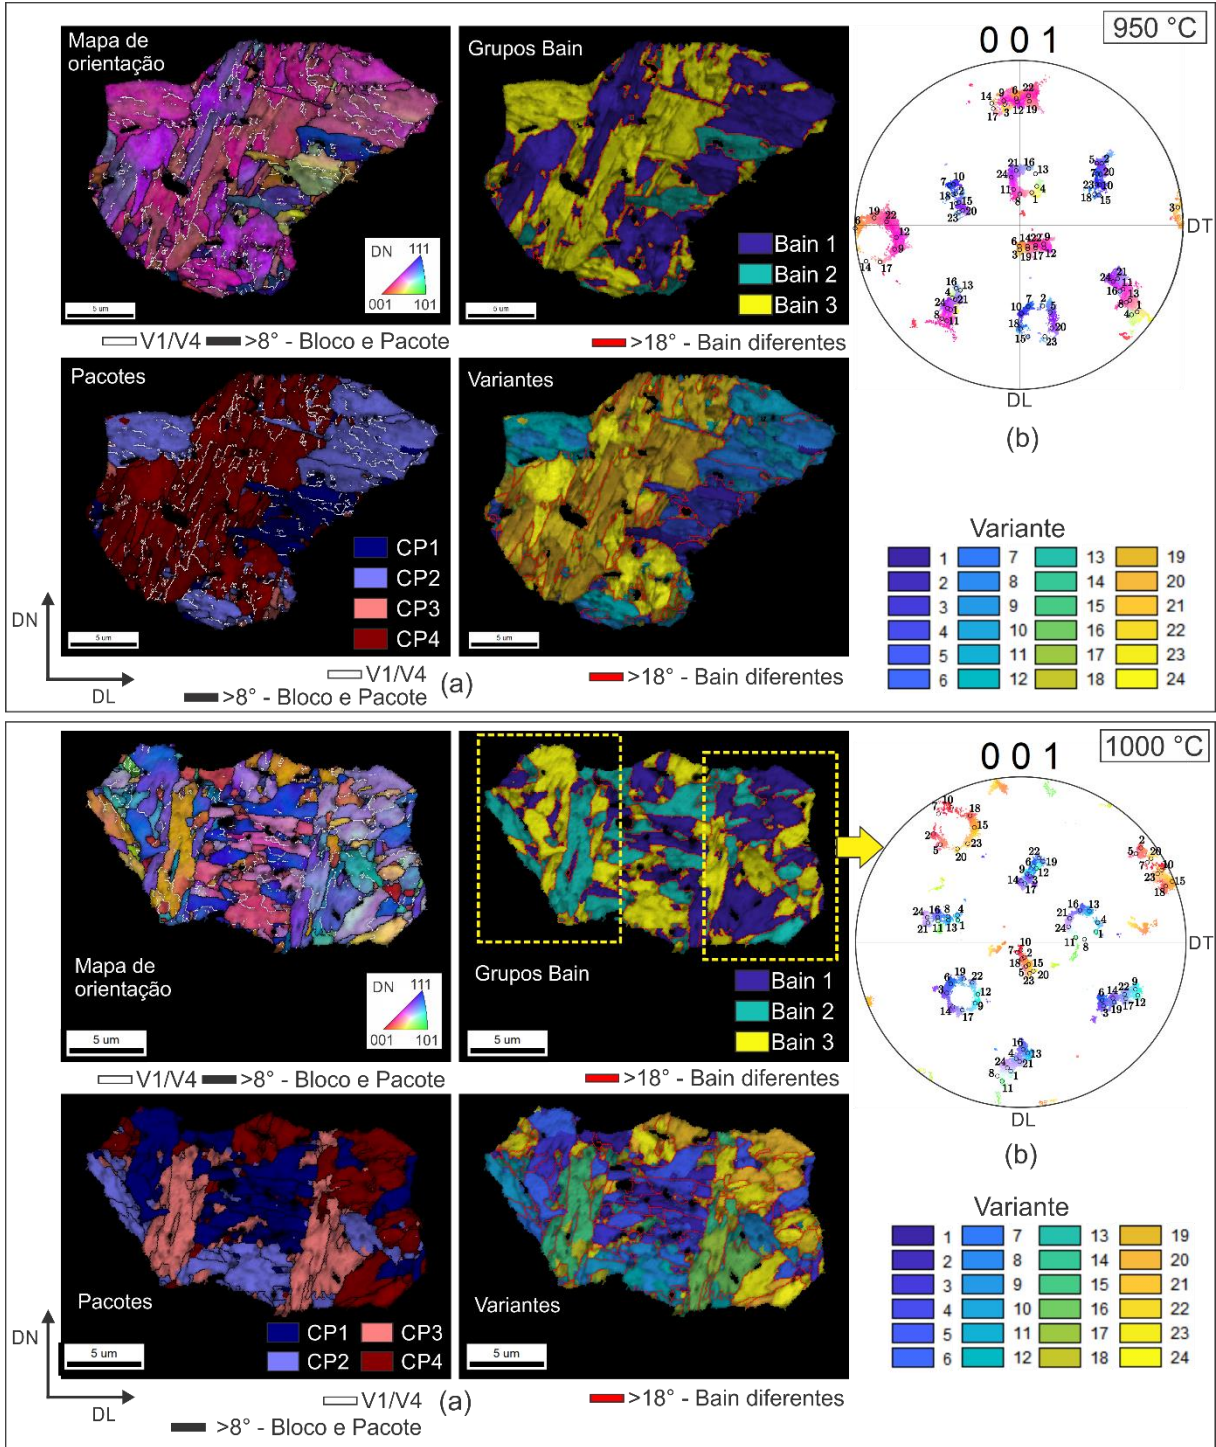 950 °C
Mapa de
orientação
DN 111
001 101
5 um
V1/V4 >8° - Bloco e Pacote
Grupos Bain
Bain 1
Bain 2
Bain 3
5 um
>18° - Bain diferentes
0 0 1
DT
DL
(b)
Pacotes
CP1
CP2
CP3
CP4
5 um
V1/V4
>8° - Bloco e Pacote
DN
DL
(a)
Variantes
5 um
>18° - Bain diferentes
Variante
1 7 13 19
2 8 14 20
3 9 15 21
4 10 16 22
5 11 17 23
6 12 18 24
1000 °C
Mapa de
orientação
DN 111
001 101
5 um
V1/V4 >8° - Bloco e Pacote
Grupos Bain
Bain 1
Bain 2
Bain 3
5 um
>18° - Bain diferentes
0 0 1
DT
DL
(b)
Pacotes
CP1 CP3
CP2 CP4
5 um
V1/V4
>8° - Bloco e Pacote
DN
DL
(a)
Variantes
5 um
>18° - Bain diferentes
Variante
1 7 13 19
2 8 14 20
3 9 15 21
4 10 16 22
5 11 17 23
6 12 18 24